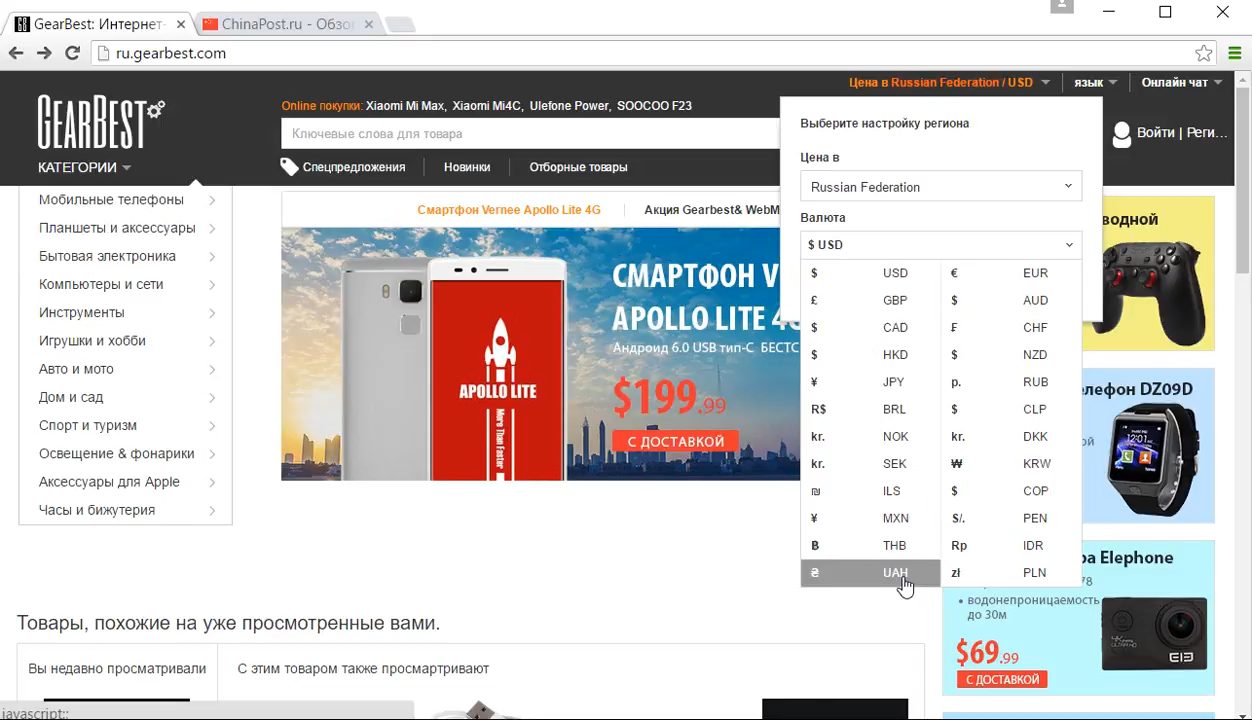 GearBest: Интернет-
ChinaPost.ru - Обзо
ru.gearbest.com
Цена в Russian Federation / USD
язык
Онлайн чат
GEARBEST
Online покупки: Xiaomi Mi Max, Xiaomi Mi4C, Ulefone Power, SOOCOO F23
Ключевые слова для товара
Войти | Реги...
КАТЕГОРИИ
Спецпредложения
Новинки
Отборные товары
Выберите настройку региона
Цена в
Russian Federation
Валюта
$ USD
$ USD € EUR
£ GBP $ AUD
$ CAD ₣ CHF
$ HKD $ NZD
¥ JPY р. RUB
R$ BRL $ CLP
kr. NOK kr. DKK
kr. SEK ₩ KRW
₪ ILS $ COP
¥ MXN S/. PEN
฿ THB Rp IDR
₴ UAH zł PLN
Мобильные телефоны
Планшеты и аксессуары
Бытовая электроника
Компьютеры и сети
Инструменты
Игрушки и хобби
Авто и мото
Дом и сад
Спорт и туризм
Освещение & фонарики
Аксессуары для Apple
Часы и бижутерия
Смартфон Vernee Apollo Lite 4G
Акция Gearbest& WebM
СМАРТФОН V
APOLLO LITE 4G
Андроид 6.0 USB тип-C БЕСТС
$199.99
С ДОСТАВКОЙ
APOLLO LITE
More Than Faster
водной
елефон DZ09D
ра Elephone
78
водонепроницаемость
до 30м
$69.99
С ДОСТАВКОЙ
Товары, похожие на уже просмотренные вами.
Вы недавно просматривали
С этим товаром также просмартривают
javascript:;